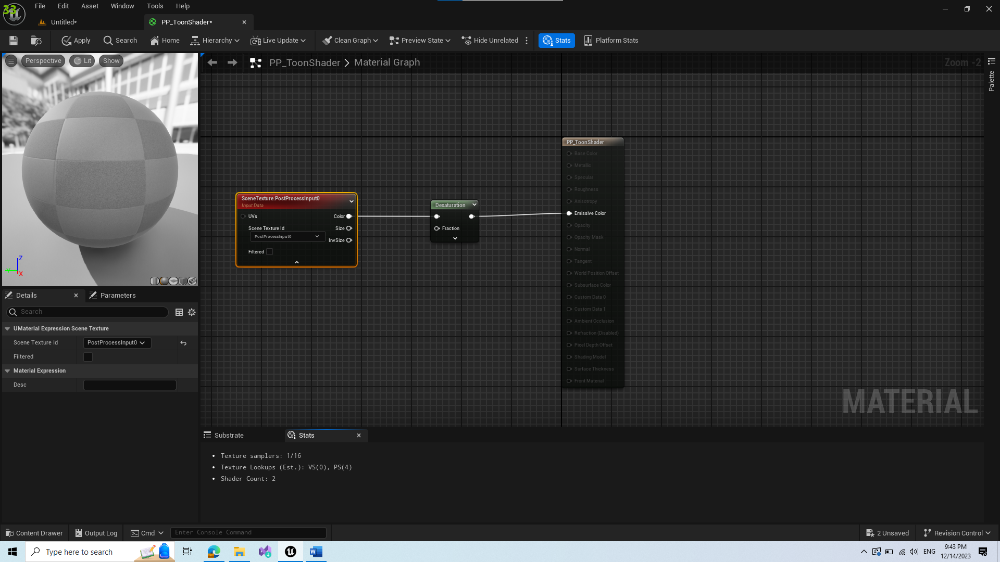 33
File Edit Asset Window Tools Help
Untitled*
PP_ToonShader*
Apply Search Home Hierarchy Live Update Clean Graph Preview State Hide Unrelated Stats Platform Stats
Perspective Lit Show
PP_ToonShader > Material Graph
Zoom -2
Palette
PP_ToonShader
Base Color
Metallic
Specular
Roughness
Anisotropy
Emissive Color
Opacity
Opacity Mask
Normal
Tangent
World Position Offset
Subsurface Color
Custom Data 0
Custom Data 1
Ambient Occlusion
Refraction (Disabled)
Pixel Depth Offset
Shading Model
Surface Thickness
Front Material
SceneTexture:PostProcessInput0
Input Data
UVs Color
Scene Texture Id Size
PostProcessInput0
InvSize
Filtered
Desaturation
Fraction
Z
Y
X
MATERIAL
Details Parameters
Search
UMaterial Expression Scene Texture
Scene Texture Id PostProcessInput0
Filtered
Material Expression
Desc
Substrate Stats
• Texture samplers: 1/16
• Texture Lookups (Est.): VS(0), PS(4)
• Shader Count: 2
Content Drawer Output Log Cmd Enter Console Command 2 Unsaved Revision Control
Type here to search
ENG
9:43 PM
12/14/2023